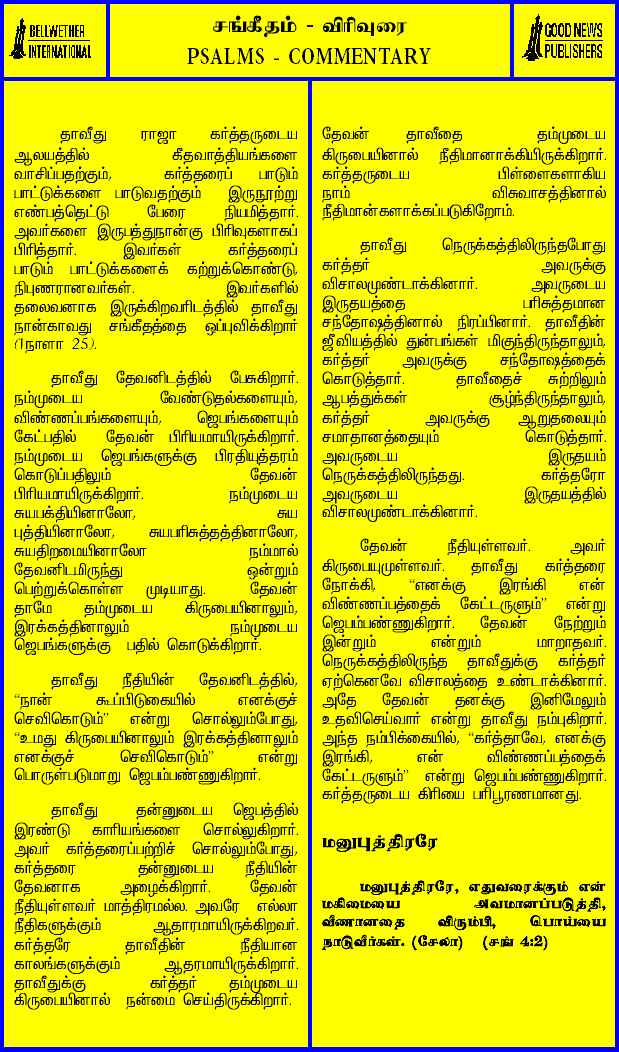 BELLWETHER
INTERNATIONAL
சங்கீதம் - விரிவுரை
PSALMS - COMMENTARY
GOOD NEWS
PUBLISHERS
தாவீது ராஜா கர்த்தருடைய
ஆலயத்தில் கீதவாத்தியங்களை
வாசிப்பதற்கும், கர்த்தரைப் பாடும்
பாட்டுக்களை பாடுவதற்கும் இருநூற்று
எண்பத்தெட்டு பேரை நியமித்தார்.
அவர்களை இருபத்துநான்கு பிரிவுகளாகப்
பிரித்தார். இவர்கள் கர்த்தரைப்
பாடும் பாட்டுக்களைக் கற்றுக்கொண்டு,
நிபுணரானவர்கள். இவர்களில்
தலைவனாக இருக்கிறவரிடத்தில் தாவீது
நான்காவது சங்கீதத்தை ஒப்புவிக்கிறார்
(1நாளா 25).
தாவீது தேவனிடத்தில் பேசுகிறார்.
நம்முடைய வேண்டுதல்களையும்,
விண்ணப்பங்களையும், ஜெபங்களையும்
கேட்பதில் தேவன் பிரியமாயிருக்கிறார்.
நம்முடைய ஜெபங்களுக்கு பிரதியுத்தரம்
கொடுப்பதிலும் தேவன்
பிரியமாயிருக்கிறார். நம்முடைய
சுயபக்தியினாலோ, சுய
புத்தியினாலோ, சுயபரிசுத்தத்தினாலோ,
சுயதிறமையினாலோ நம்மால்
தேவனிடமிருந்து ஒன்றும்
பெற்றுக்கொள்ள முடியாது. தேவன்
தாமே தம்முடைய கிருபையினாலும்,
இரக்கத்தினாலும் நம்முடைய
ஜெபங்களுக்கு பதில் கொடுக்கிறார்.
தாவீது நீதியின் தேவனிடத்தில்,
“நான் கூப்பிடுகையில் எனக்குச்
செவிகொடும்” என்று சொல்லும்போது,
“உமது கிருபையினாலும் இரக்கத்தினாலும்
எனக்குச் செவிகொடும்” என்று
பொருள்படுமாறு ஜெபம்பண்ணுகிறார்.
தாவீது தன்னுடைய ஜெபத்தில்
இரண்டு காரியங்களை சொல்லுகிறார்.
அவர் கர்த்தரைப்பற்றிச் சொல்லும்போது,
கர்த்தரை தன்னுடைய நீதியின்
தேவனாக அழைக்கிறார். தேவன்
நீதியுள்ளவர் மாத்திரமல்ல. அவரே எல்லா
நீதிகளுக்கும் ஆதாரமாயிருக்கிறவர்.
கர்த்தரே தாவீதின் நீதியான
காலங்களுக்கும் ஆதரமாயிருக்கிறார்.
தாவீதுக்கு கர்த்தர் தம்முடைய
கிருபையினால் நன்மை செய்திருக்கிறார்.
தேவன் தாவீதை தம்முடைய
கிருபையினால் நீதிமானாக்கியிருக்கிறார்.
கர்த்தருடைய பிள்ளைகளாகிய
நாம் விசுவாசத்தினால்
நீதிமான்களாக்கப்படுகிறோம்.
தாவீது நெருக்கத்திலிருந்தபோது
கர்த்தர் அவருக்கு
விசாலமுண்டாக்கினார். அவருடைய
இருதயத்தை பரிசுத்தமான
சந்தோஷத்தினால் நிரப்பினார். தாவீதின்
ஜீவியத்தில் துன்பங்கள் மிகுந்திருந்தாலும்,
கர்த்தர் அவருக்கு சந்தோஷத்தைக்
கொடுத்தார். தாவீதைச் சுற்றிலும்
ஆபத்துக்கள் சூழ்ந்திருந்தாலும்,
கர்த்தர் அவருக்கு ஆறுதலையும்
சமாதானத்தையும் கொடுத்தார்.
அவருடைய இருதயம்
நெருக்கத்திலிருந்தது. கர்த்தரோ
அவருடைய இருதயத்தில்
விசாலமுண்டாக்கினார்.
தேவன் நீதியுள்ளவர். அவர்
கிருபையுமுள்ளவர். தாவீது கர்த்தரை
நோக்கி, “எனக்கு இரங்கி என்
விண்ணப்பத்தைக் கேட்டருளும்” என்று
ஜெபம்பண்ணுகிறார். தேவன் நேற்றும்
இன்றும் என்றும் மாறாதவர்.
நெருக்கத்திலிருந்த தாவீதுக்கு கர்த்தர்
ஏற்கெனவே விசாலத்தை உண்டாக்கினார்.
அதே தேவன் தனக்கு இனிமேலும்
உதவிசெய்வார் என்று தாவீது நம்புகிறார்.
அந்த நம்பிக்கையில், “கர்த்தாவே, எனக்கு
இரங்கி, என் விண்ணப்பத்தைக்
கேட்டருளும்” என்று ஜெபம்பண்ணுகிறார்.
கர்த்தருடைய கிரியை பரிபூரணமானது.
மனுபுத்திரரே
மனுபுத்திரரே, எதுவரைக்கும் என்
மகிமையை அவமானப்படுத்தி,
வீணானதை விரும்பி, பொய்யை
நாடுவீர்கள். (சேலா) (சங் 4:2)